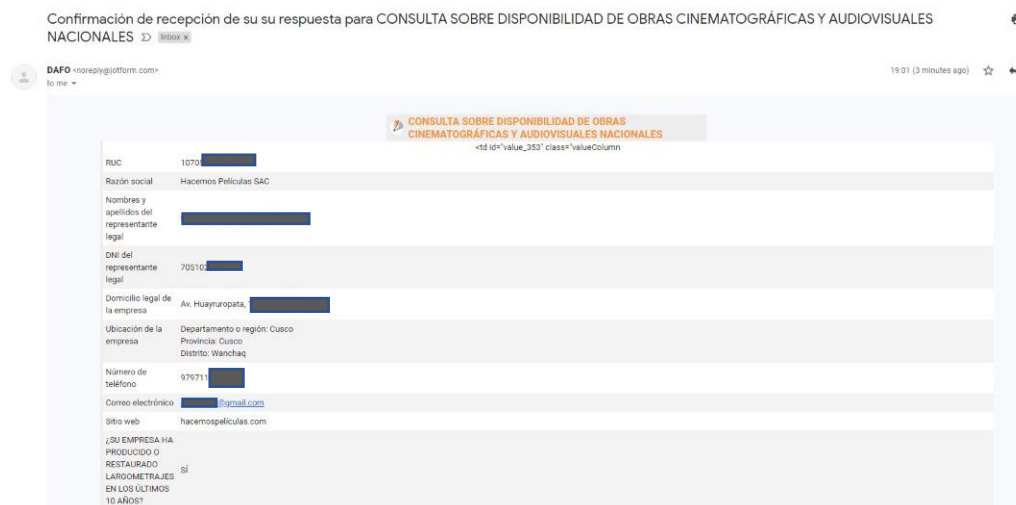 Confirmación de recepción de su su respuesta para CONSULTA SOBRE DISPONIBILIDAD DE OBRAS CINEMATOGRÁFICAS Y AUDIOVISUALES
NACIONALES Inbox x
DAFO <noreply@jotform.com>
19:01 (3 minutes ago)
to me
CONSULTA SOBRE DISPONIBILIDAD DE OBRAS
CINEMATOGRÁFICAS Y AUDIOVISUALES NACIONALES
<td id="value_353" class="valueColumn
RUC 1070
Razón social Hacemos Películas SAC
Nombres y
apellidos del
representante
legal
DNI del
representante 705102
legal
Domicilio legal de
la empresa Av. Huayruropata,
Ubicación de la Departamento o región: Cusco
empresa Provincia: Cusco
Distrito: Wanchaq
Número de
teléfono 979711
Correo electrónico @gmail.com
Sitio web hacemospelículas.com
¿SU EMPRESA HA
PRODUCIDO O
RESTAURADO SÍ
LARGOMETRAJES
EN LOS ÚLTIMOS
10 AÑOS?